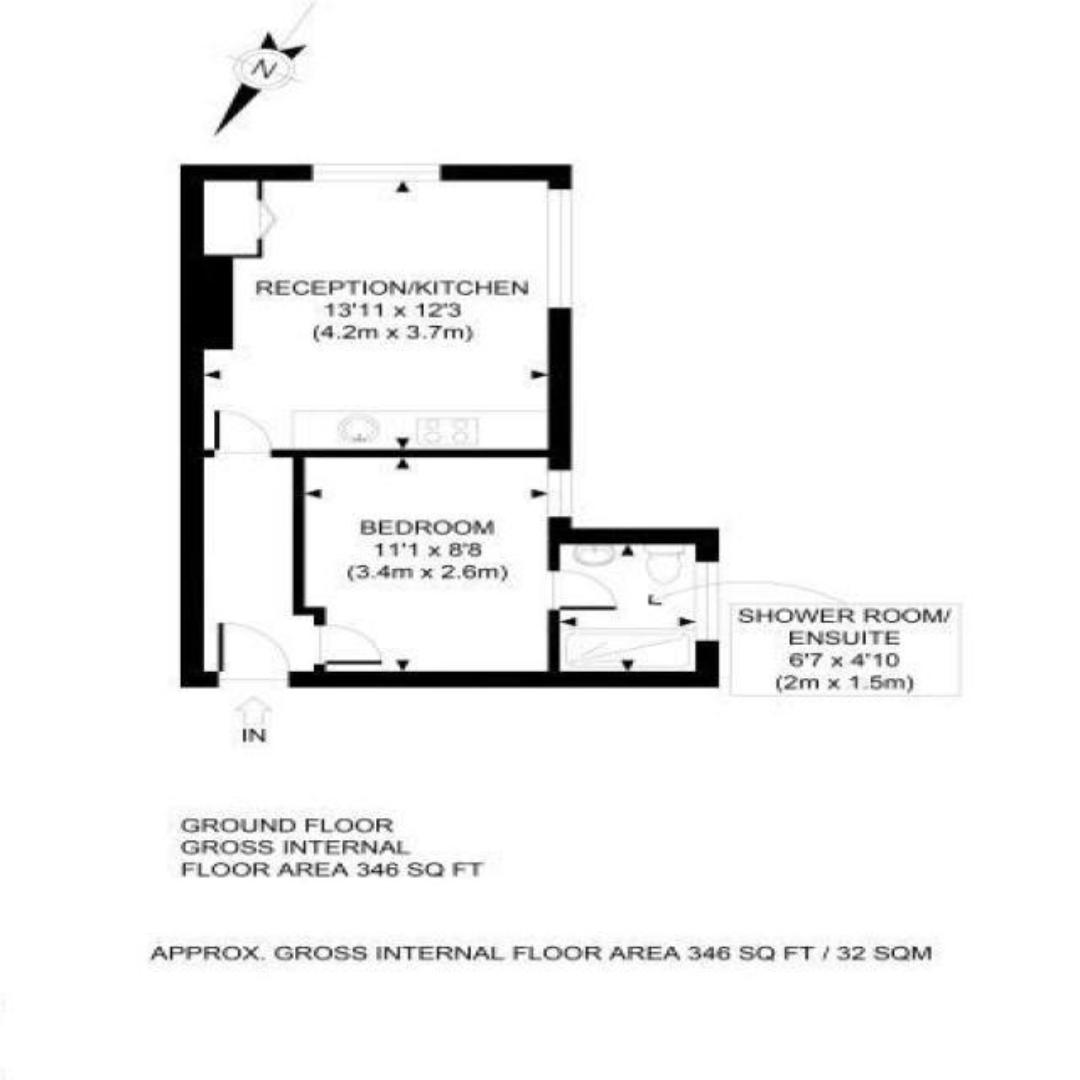 N
RECEPTION/KITCHEN
13'11 x 12'3
(4.2m x 3.7m)
BEDROOM
11'1 x 8'8
(3.4m x 2.6m)
SHOWER ROOM/
ENSUITE
6'7 x 4'10
(2m x 1.5m)
IN
GROUND FLOOR
GROSS INTERNAL
FLOOR AREA 346 SQ FT
APPROX. GROSS INTERNAL FLOOR AREA 346 SQ FT / 32 SQM